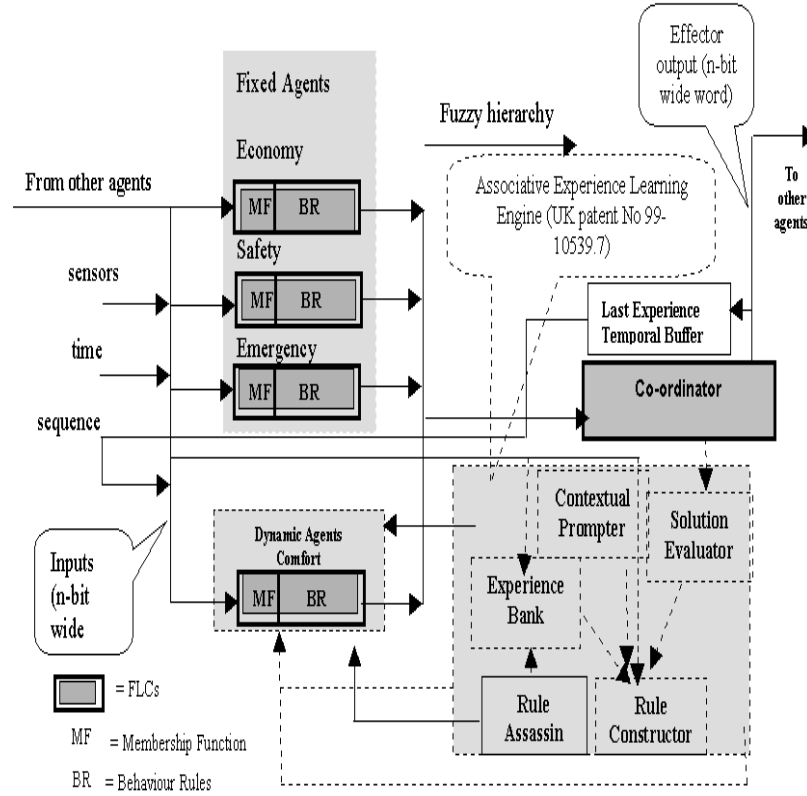 Effector
output (n-bit
wide word)
Fixed Agents
Fuzzy hierarchy
Economy
From other agents
MF BR
Associative Experience Learning
Engine (UK patent No 99-
10539.7)
To
other
agents
Safety
sensors
MF BR
Last Experience
Temporal Buffer
time
Emergency
MF BR
Co-ordinator
sequence
Contextual
Prompter
Solution
Evaluator
Dynamic Agents
Comfort
MF BR
Inputs
(n-bit
wide
Experience
Bank
Rule
Assassin
Rule
Constructor
= FLCs
MF = Membership Function
BR = Behaviour Rules